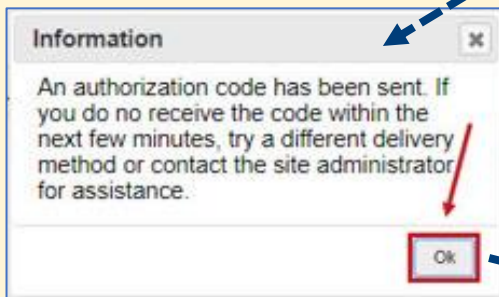 Information
An authorization code has been sent. If
you do no receive the code within the
next few minutes, try a different delivery
method or contact the site administrator
for assistance.
Ok